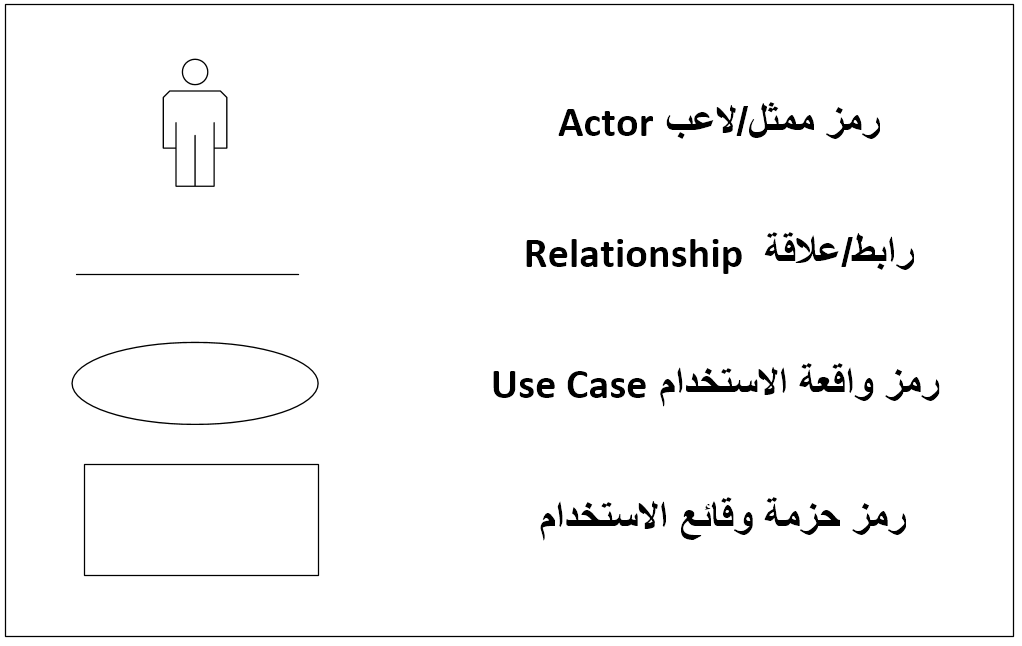 رمز ممثل/لاعب Actor
رابط/علاقة Relationship
رمز واقعة الاستخدام Use Case
رمز حزمة وقائع الاستخدام